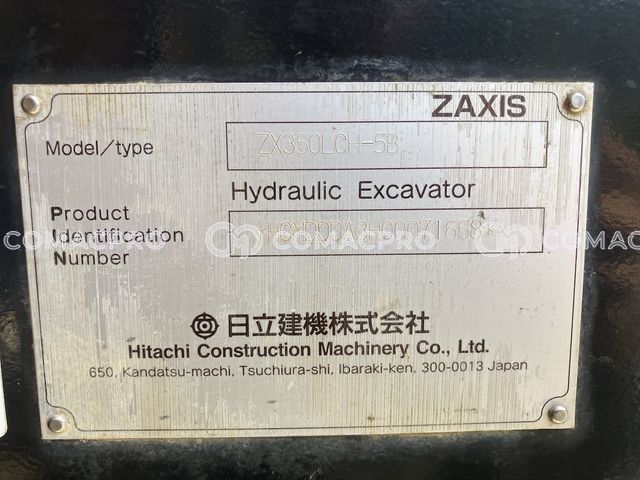 ZAXIS
Model/type ZX350LCH-5B
Hydraulic Excavator
Product
Identification
Number
COMACPRO COMACPRO COMACPRO
日立建機株式会社
Hitachi Construction Machinery Co., Ltd.
650, Kandatsu-machi, Tsuchiura-shi, Ibaraki-ken, 300-0013 Japan